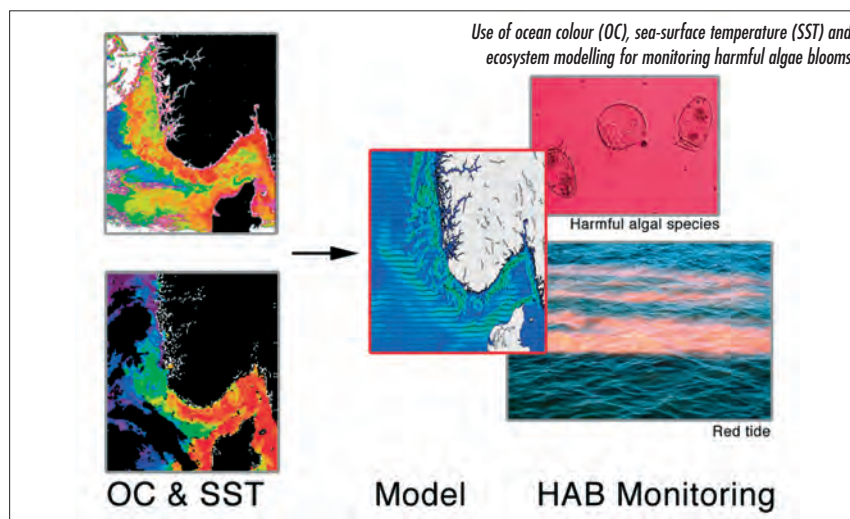 Use of ocean colour (OC), sea-surface temperature (SST) and
ecosystem modelling for monitoring harmful algae blooms
Harmful algal species
Red tide
OC & SST
Model
HAB Monitoring